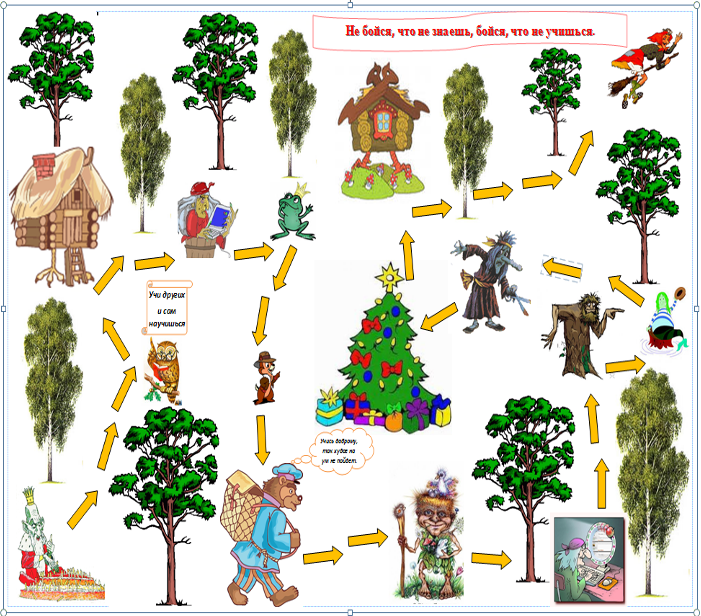 Не бойся, что не знаешь, бойся, что не учишься.
Учи других
и сам
научишься
Учись доброму,
так худое на
ум не пойдет.